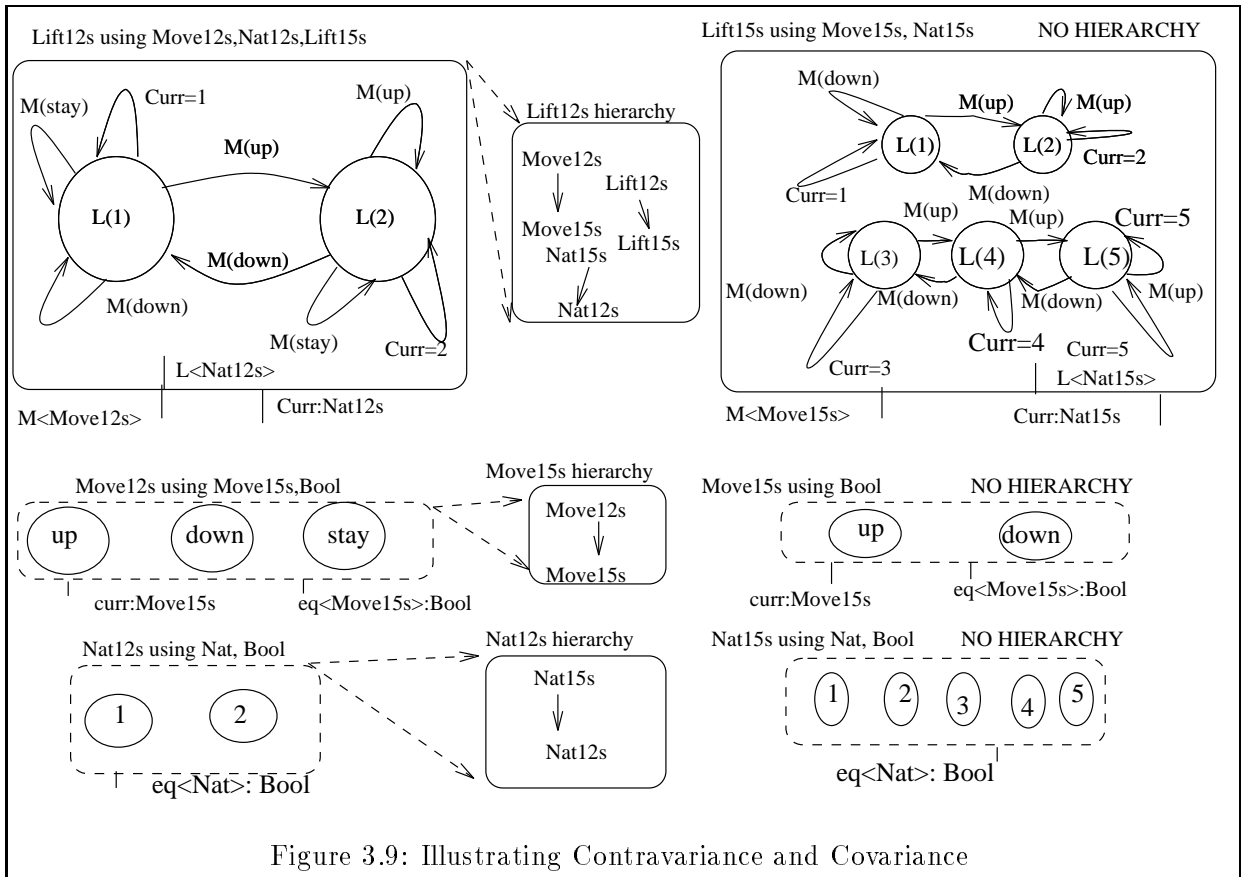 Lift12s using Move12s,Nat12s,Lift15s
M(stay)
Curr=1
M(up)
M(up)
L(1)
L(2)
M(down)
M(down)
M(stay)
Curr=2
L<Nat12s>
M<Move12s>
Curr:Nat12s
Lift12s hierarchy
Move12s
Lift12s
Move15s
Lift15s
Nat15s
Nat12s
Lift15s using Move15s, Nat15s
NO HIERARCHY
M(down)
M(up)
M(up)
L(1)
L(2)
Curr=2
Curr=1
M(down)
M(up)
M(up)
Curr=5
L(3)
L(4)
L(5)
M(down)
M(down)
M(down)
M(up)
Curr=4
Curr=5
Curr=3
L<Nat15s>
M<Move15s>
Curr:Nat15s
Move12s using Move15s,Bool
up
down
stay
curr:Move15s
eq<Move15s>:Bool
Move15s hierarchy
Move12s
Move15s
Move15s using Bool
NO HIERARCHY
up
down
curr:Move15s
eq<Move15s>:Bool
Nat12s using Nat, Bool
1
2
eq<Nat>: Bool
Nat12s hierarchy
Nat15s
Nat12s
Nat15s using Nat, Bool
NO HIERARCHY
1
2
3
4
5
eq<Nat>: Bool
Figure 3.9: Illustrating Contravariance and Covariance